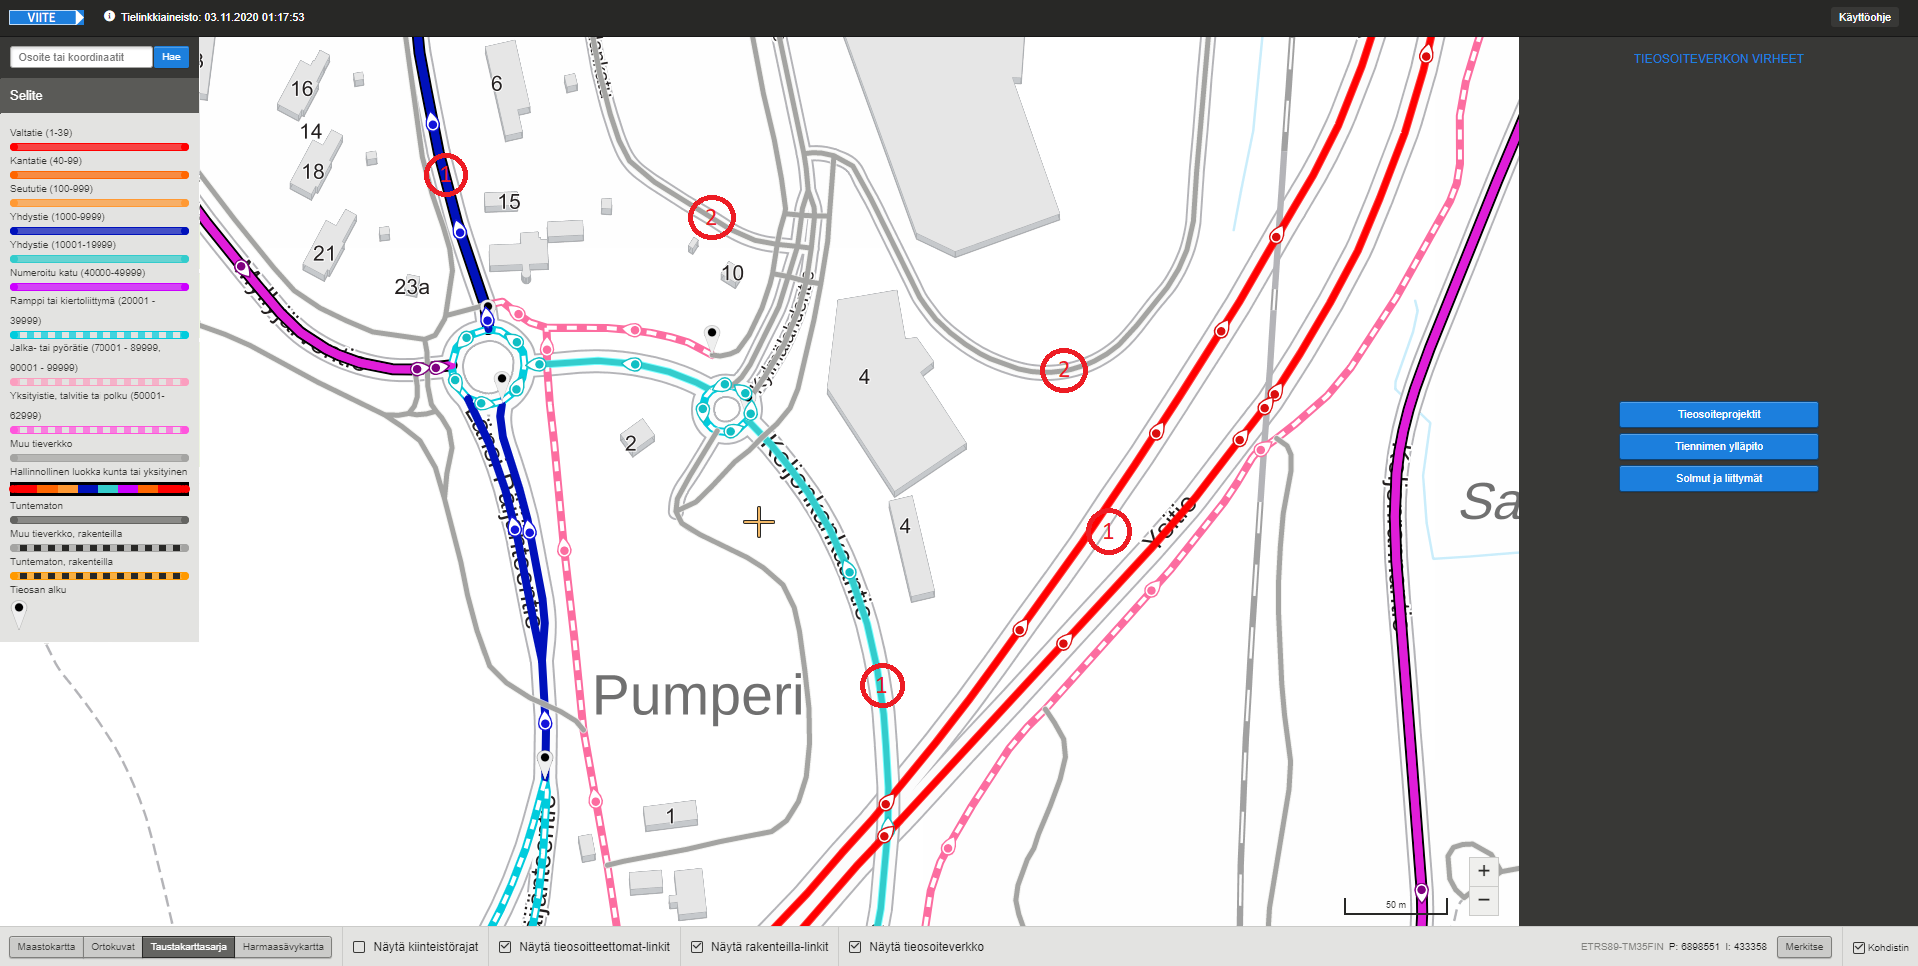 VIITE
Tielinkkiaineisto: 03.11.2020 01:17:53
Käyttöohje
Osoite tai koordinaatit
Hae
Selite
Valtatie (1-39)
Kantatie (40-99)
Seututie (100-999)
Yhdystie (1000-9999)
Yhdystie (10001-19999)
Numeroitu katu (40000-49999)
Ramppi tai kiertoliittymä (20001 -
39999)
Jalka- tai pyörätie (70001 - 89999,
90001 - 99999)
Yksityistie, talvitie tai polku (50001-
62999)
Muu tieverkko
Hallinnollinen luokka kunta tai yksityinen
Tuntematon
Muu tieverkko, rakenteilla
Tuntematon, rakenteilla
Tieosan alku
16
14
18
21
23a
6
15
10
1
2
2
4
4
2
1
1
1
Kylmälahdentie
Keljonkankaantie
Ysitie
Pumperi
Sa
TIEOSOITEVERKON VIRHEET
Tieosoiteprojektit
Tiennimen ylläpito
Solmut ja liittymät
+
−
50 m
Maastokartta
Ortokuvat
Taustakarttasarja
Harmaasävykartta
Näytä kiinteistörajat
Näytä tieosoitteettomat-linkit
Näytä rakenteilla-linkit
Näytä tieosoiteverkko
ETRS89-TM35FIN P: 6898551 I: 433358
Merkitse
Kohdistin